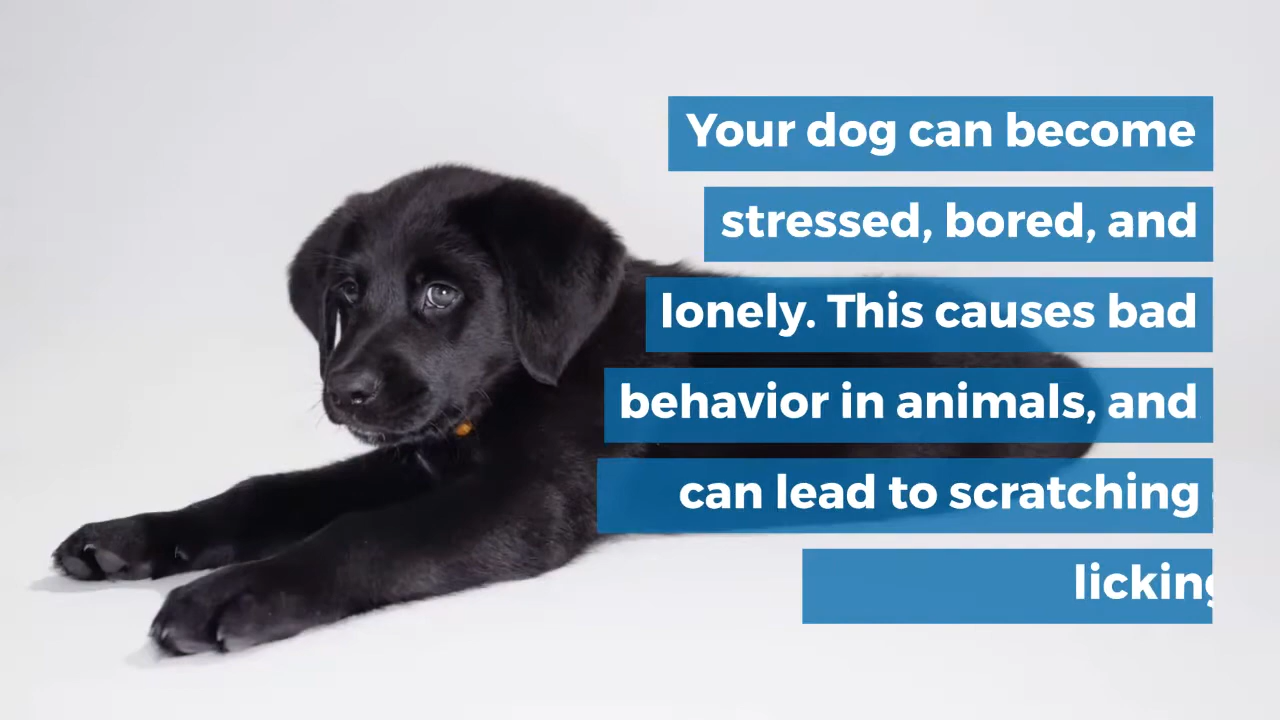 Your dog can become
stressed, bored, and
lonely. This causes bad
behavior in animals, and
can lead to scratching